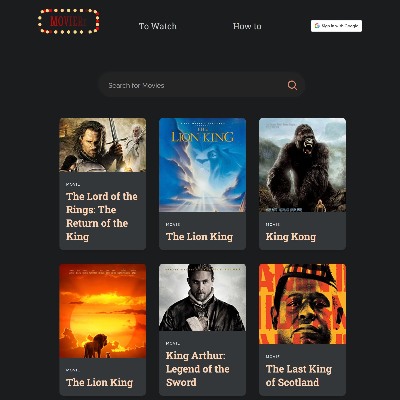 MOVIE
To Watch
How to
Sign in with Google
Search for Movies
THE
LION KING
MOVIE
The Lord of the
Rings: The
Return of the
King
MOVIE
The Lion King
MOVIE
King Kong
MOVIE
The Lion King
MOVIE
King Arthur:
Legend of the
Sword
MOVIE
The Last King
of Scotland